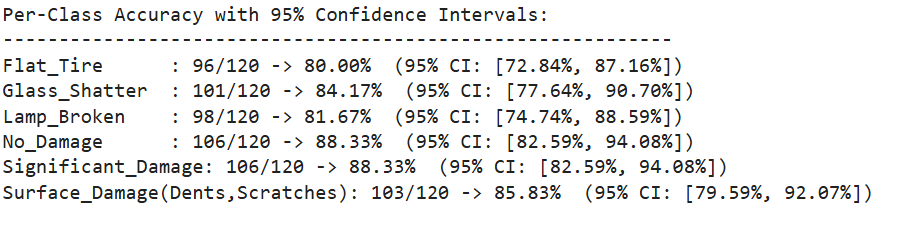 Per-Class Accuracy with 95% Confidence Intervals:
------------------------------------------------------------
Flat_Tire      : 96/120 -> 80.00%  (95% CI: [72.84%, 87.16%])
Glass_Shatter  : 101/120 -> 84.17%  (95% CI: [77.64%, 90.70%])
Lamp_Broken    : 98/120 -> 81.67%  (95% CI: [74.74%, 88.59%])
No_Damage      : 106/120 -> 88.33%  (95% CI: [82.59%, 94.08%])
Significant_Damage: 106/120 -> 88.33%  (95% CI: [82.59%, 94.08%])
Surface_Damage(Dents,Scratches): 103/120 -> 85.83%  (95% CI: [79.59%, 92.07%])